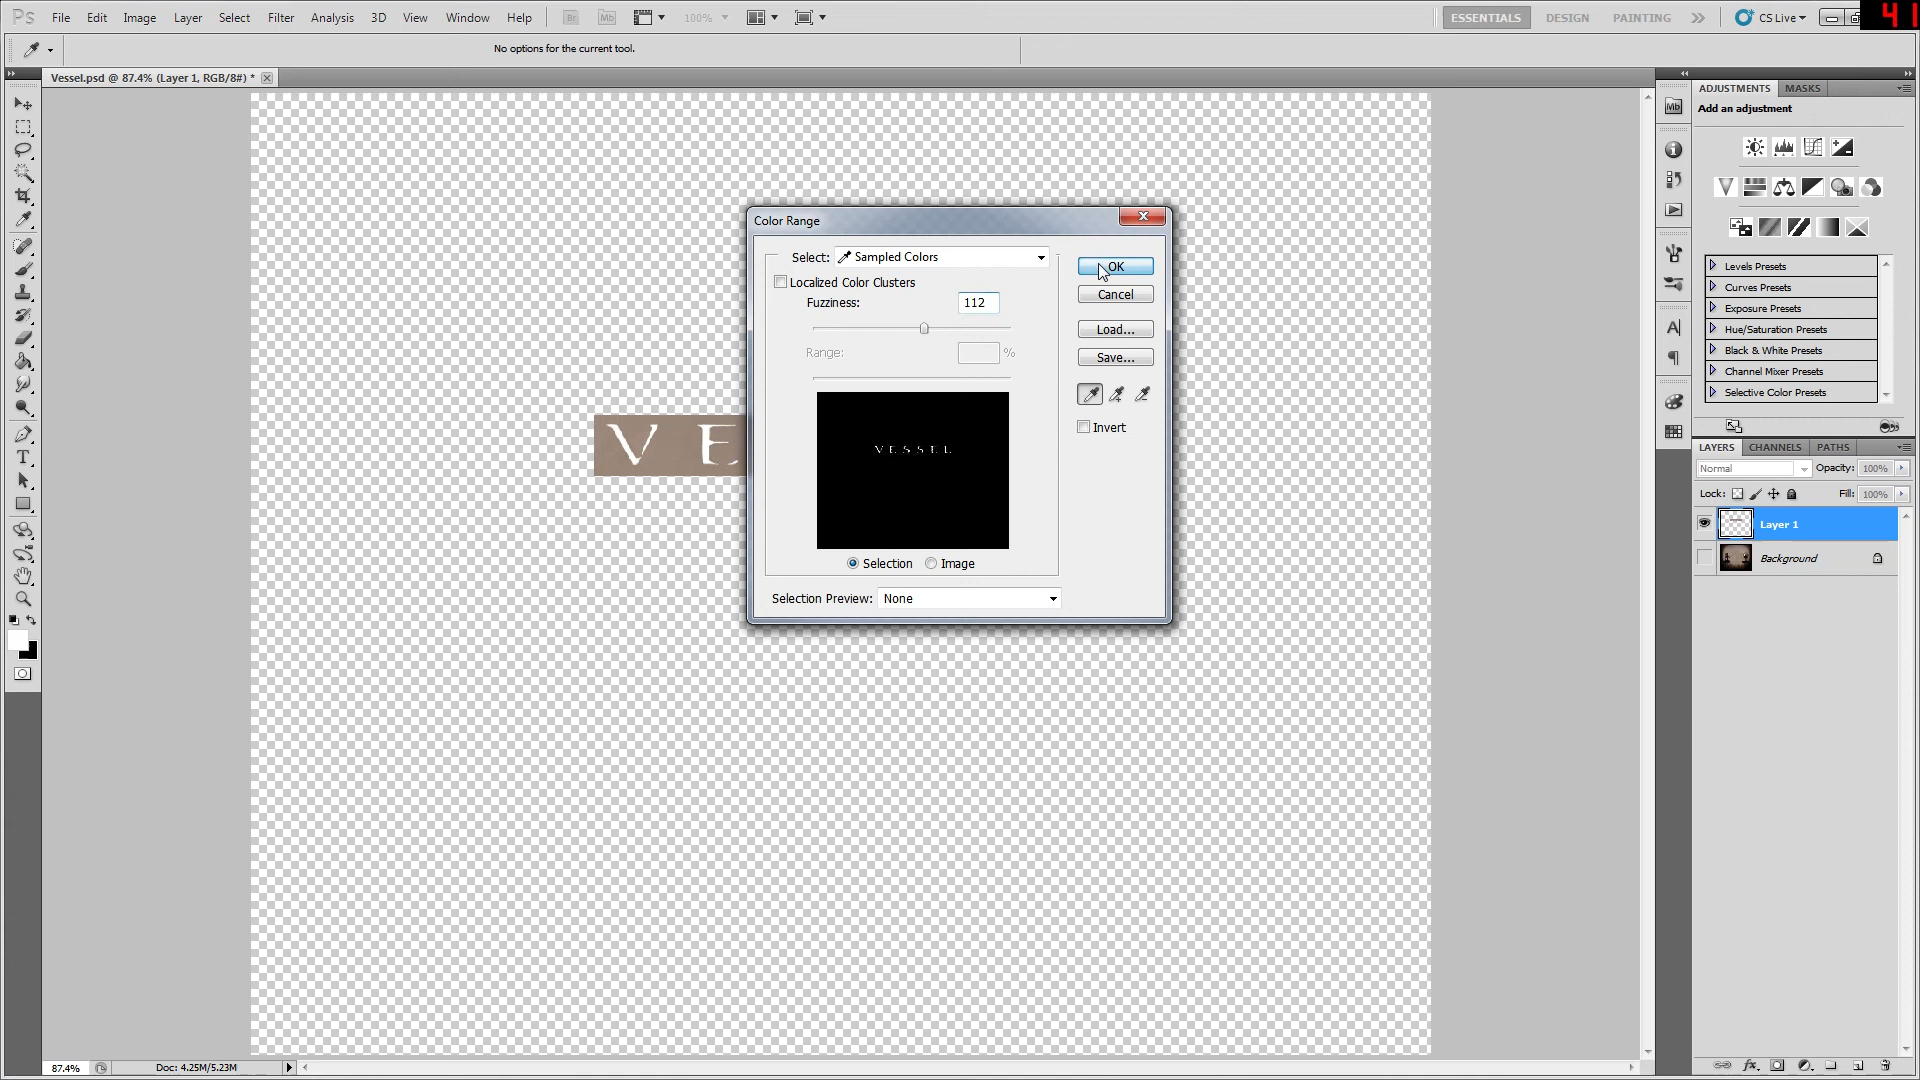 Ps File Edit Image Layer Select Filter Analysis 3D View Window Help Br Mb 100% ESSENTIALS DESIGN PAINTING CS Live 41
No options for the current tool.
Vessel.psd @ 87.4% (Layer 1, RGB/8#) *
ADJUSTMENTS MASKS
Add an adjustment
Levels Presets
Curves Presets
Exposure Presets
Hue/Saturation Presets
Black & White Presets
Channel Mixer Presets
Selective Color Presets
Color Range
Select: Sampled Colors
OK
Localized Color Clusters
Cancel
Fuzziness: 112
Load...
Range: %
Save...
Invert
V E
VESSEL
Selection Image
Selection Preview: None
LAYERS CHANNELS PATHS
Normal Opacity: 100%
Lock: Fill: 100%
Layer 1
Background
87.4% Doc: 4.25M/5.23M